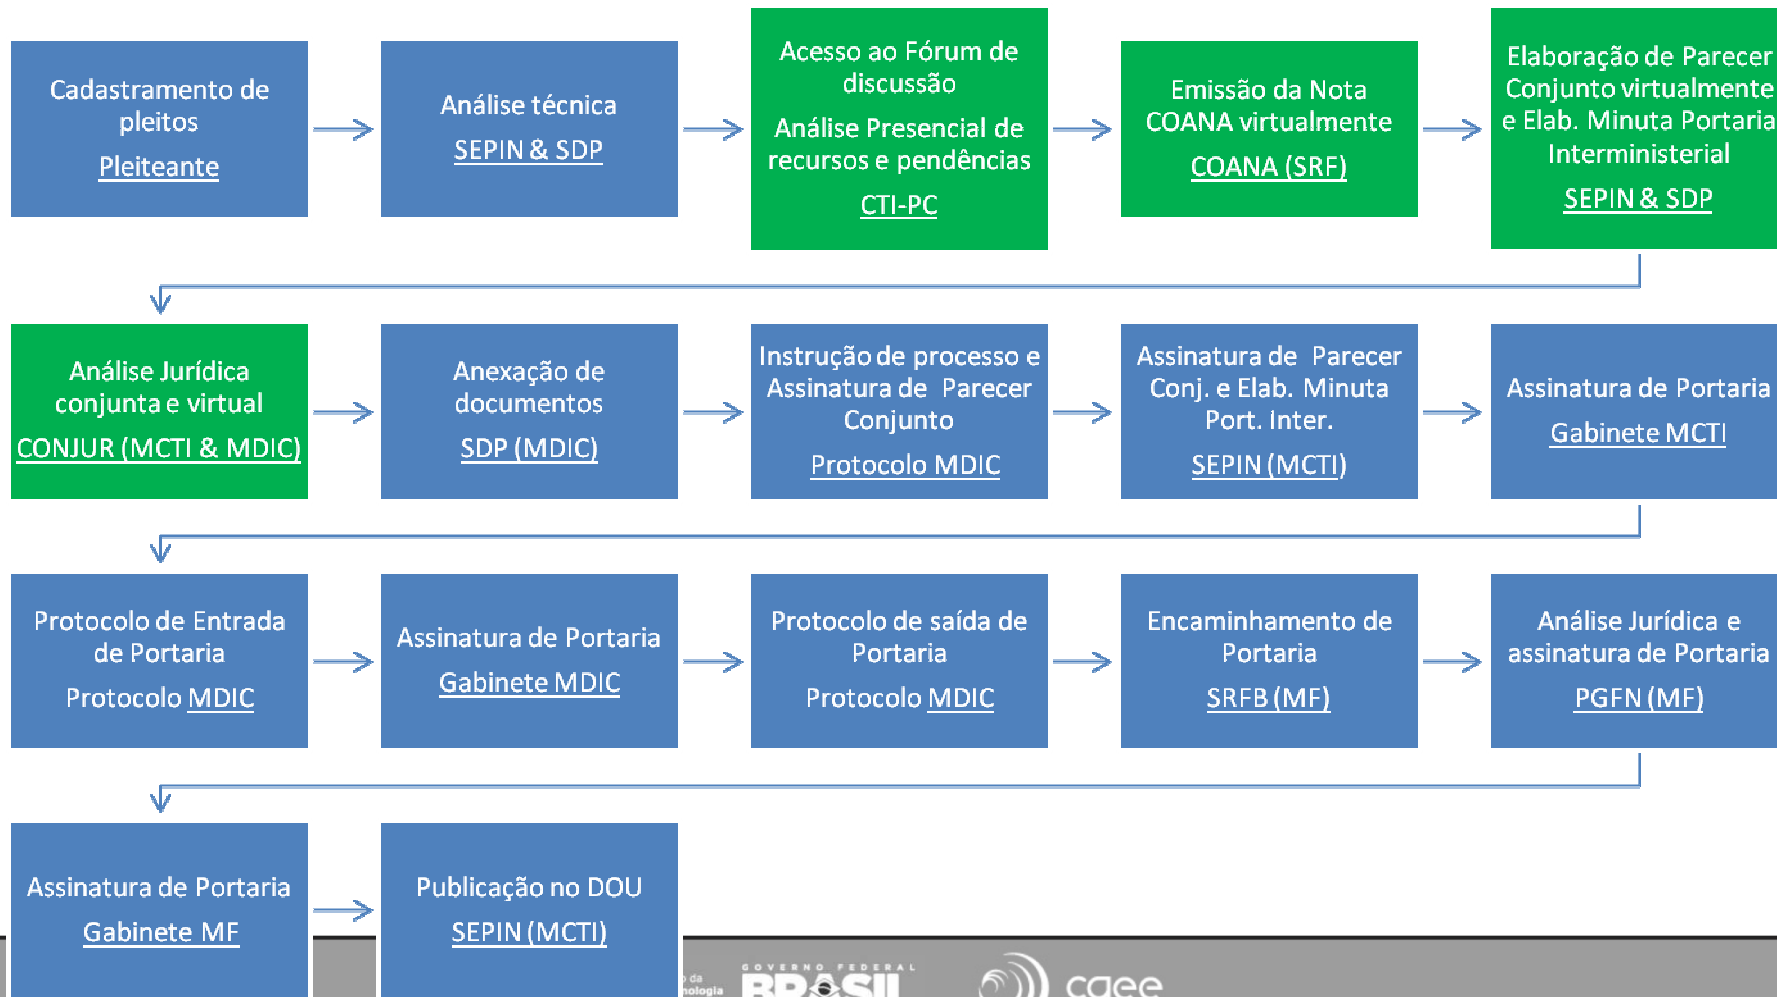 Cadastramento de
pleitos
Pleiteante
Análise técnica
SEPIN & SDP
Acesso ao Fórum de
discussão
Análise Presencial de
recursos e pendências
CTI-PC
Emissão da Nota
COANA virtualmente
COANA (SRF)
Elaboração de Parecer
Conjunto virtualmente
e Elab. Minuta Portaria
Interministerial
SEPIN & SDP
Análise Jurídica
conjunta e virtual
CONJUR (MCTI & MDIC)
Anexação de
documentos
SDP (MDIC)
Instrução de processo e
Assinatura de Parecer
Conjunto
Protocolo MDIC
Assinatura de Parecer
Conj. e Elab. Minuta
Port. Inter.
SEPIN (MCTI)
Assinatura de Portaria
Gabinete MCTI
Protocolo de Entrada
de Portaria
Protocolo MDIC
Assinatura de Portaria
Gabinete MDIC
Protocolo de saída de
Portaria
Protocolo MDIC
Encaminhamento de
Portaria
SRFB (MF)
Análise Jurídica e
assinatura de Portaria
PGFN (MF)
Assinatura de Portaria
Gabinete MF
Publicação no DOU
SEPIN (MCTI)
GOVERNO FEDERAL
BRASIL
cgee